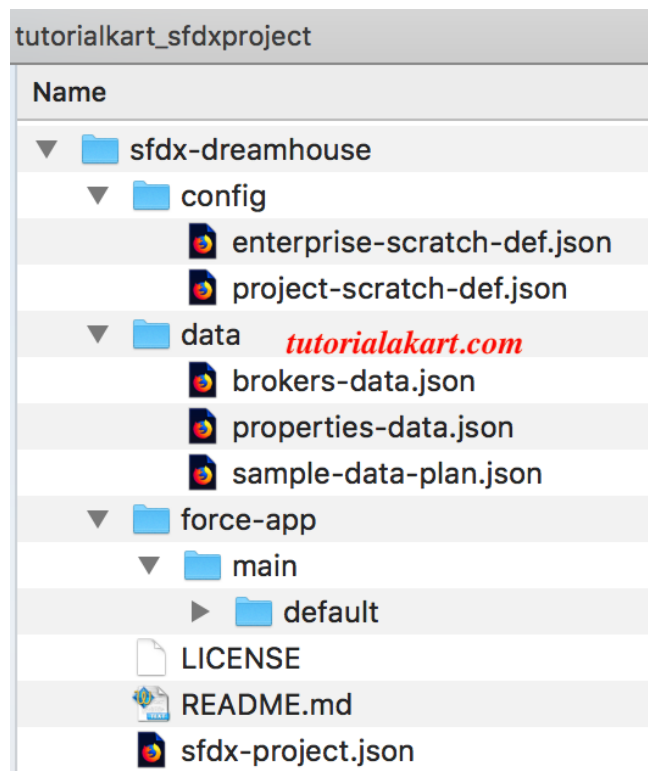 tutorialkart_sfdxproject
Name
sfdx-dreamhouse
config
enterprise-scratch-def.json
project-scratch-def.json
data
tutorialakart.com
brokers-data.json
properties-data.json
sample-data-plan.json
force-app
main
default
LICENSE
README.md
sfdx-project.json